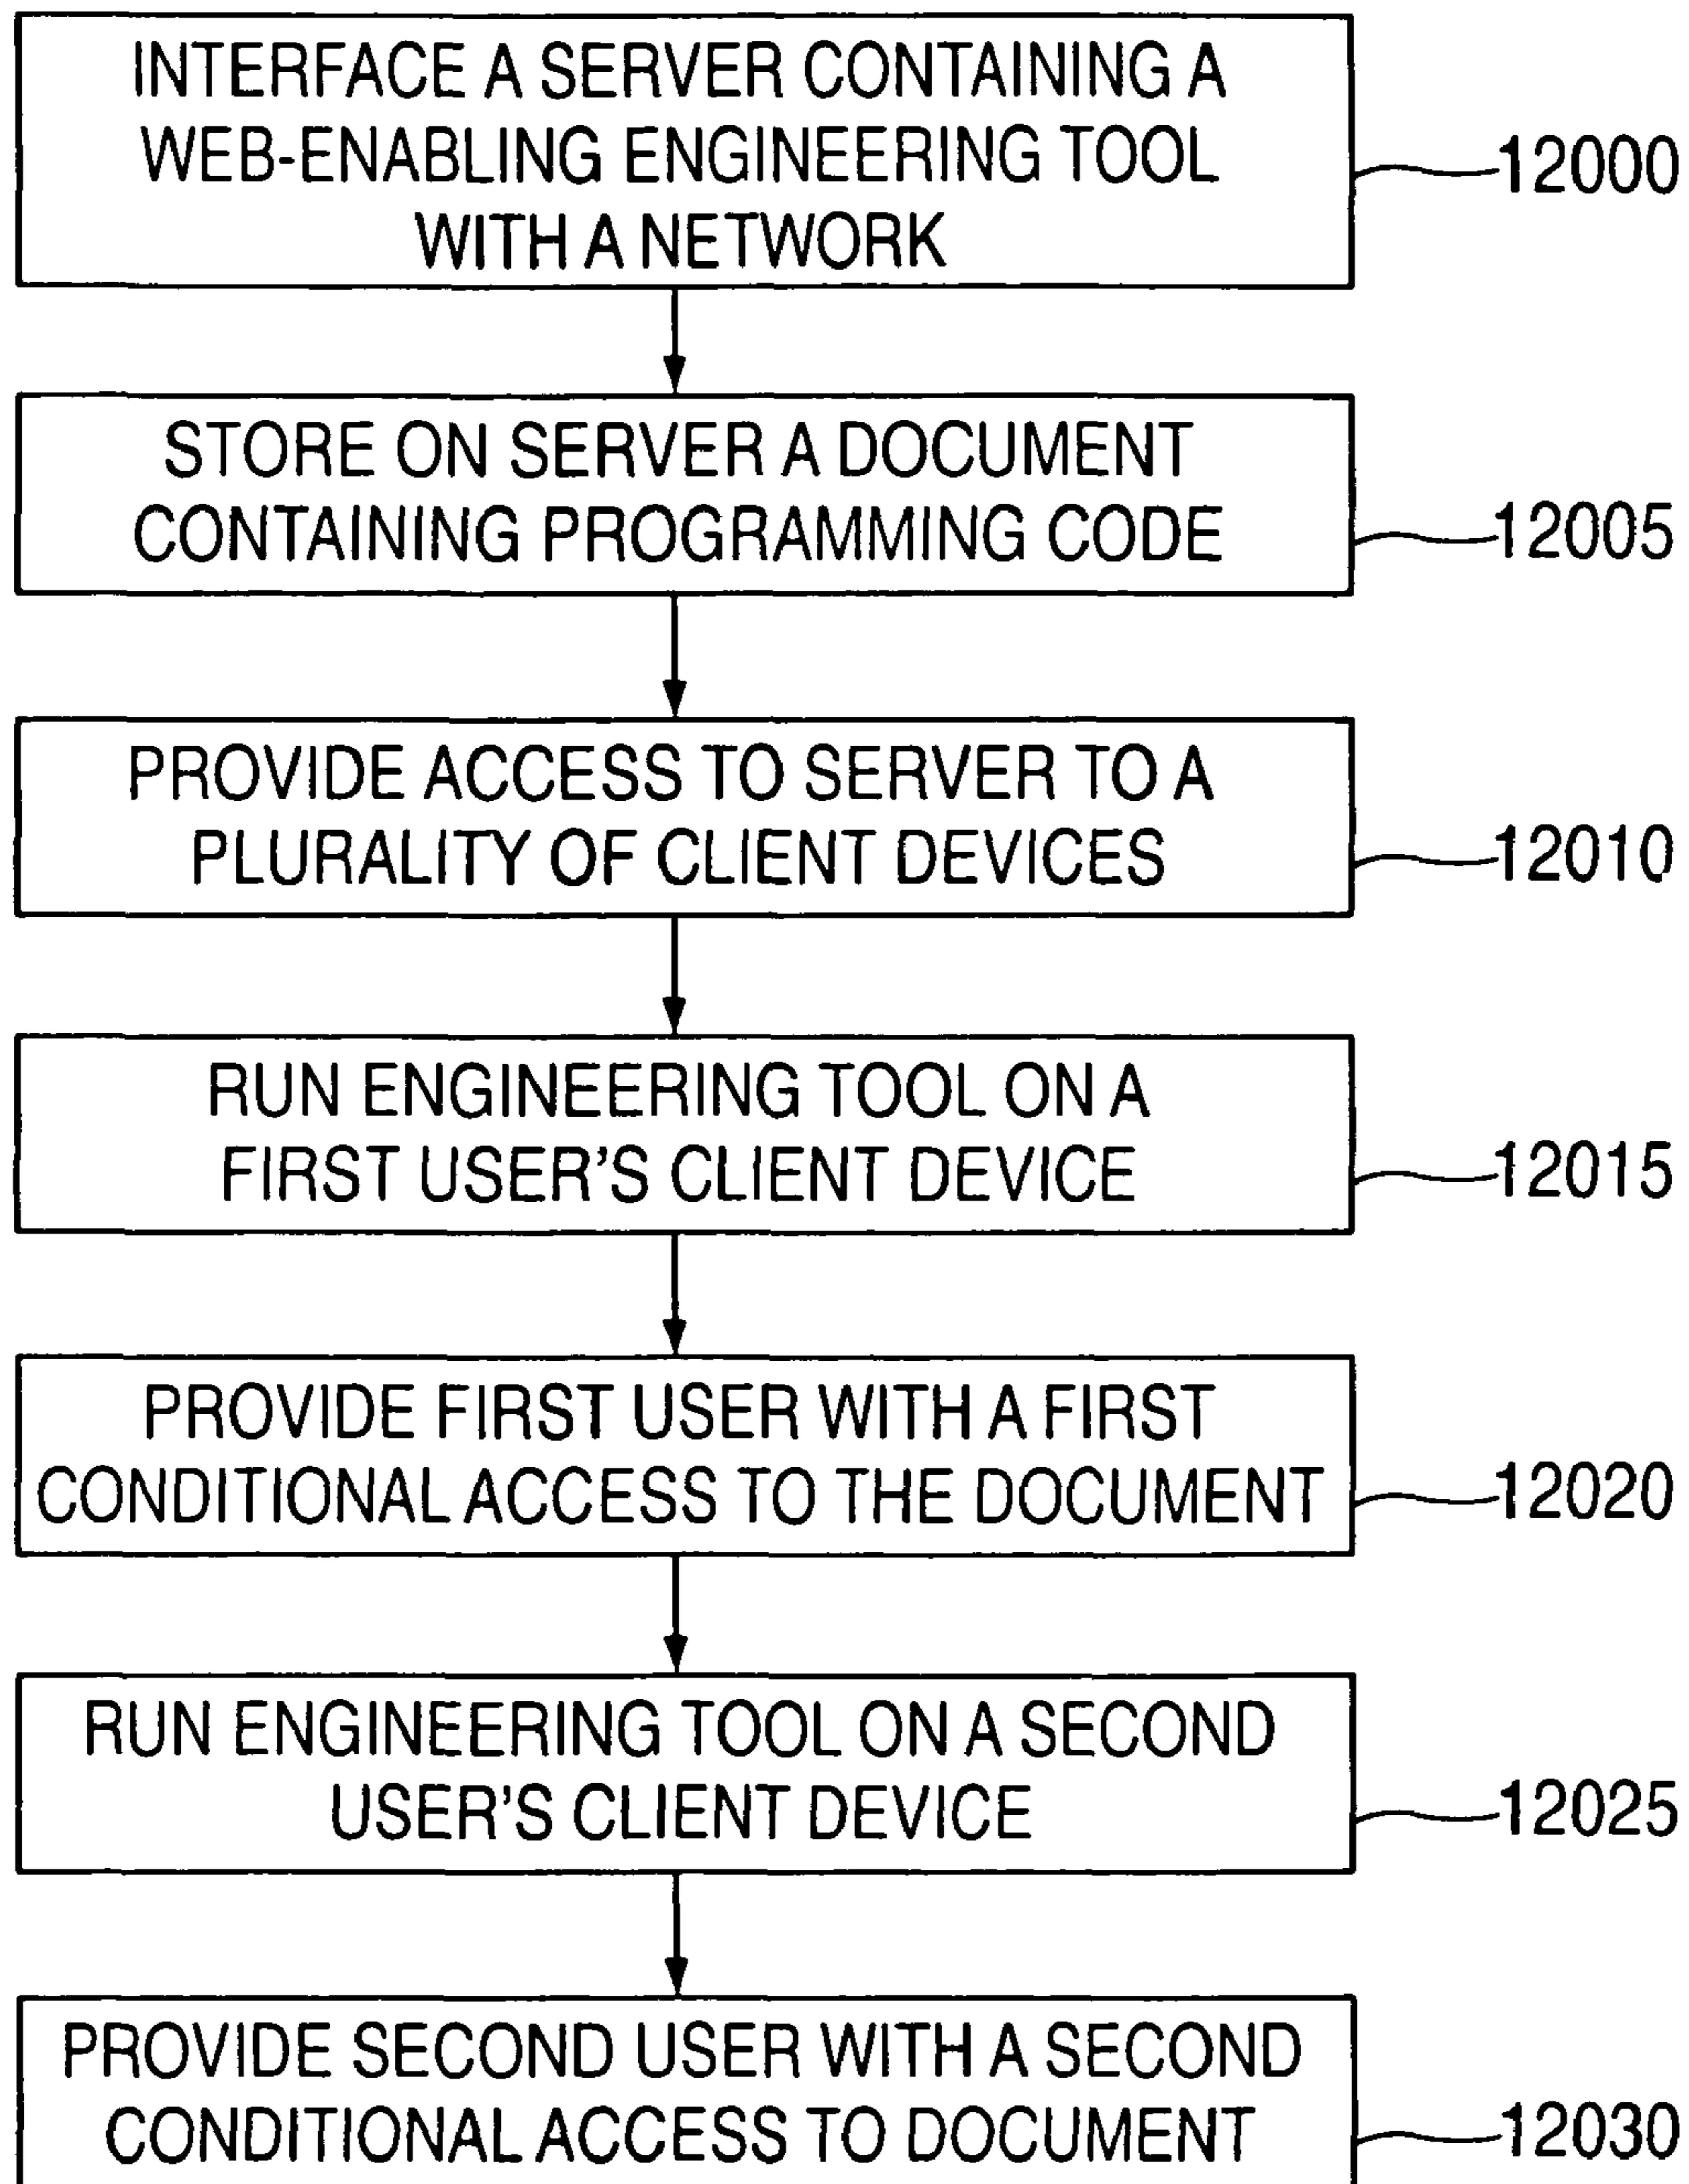 INTERFACE A SERVER CONTAINING A
WEB-ENABLING ENGINEERING TOOL
WITH A NETWORK
12000
STORE ON SERVER A DOCUMENT
CONTAINING PROGRAMMING CODE
12005
PROVIDE ACCESS TO SERVER TO A
PLURALITY OF CLIENT DEVICES
12010
RUN ENGINEERING TOOL ON A
FIRST USER'S CLIENT DEVICE
12015
PROVIDE FIRST USER WITH A FIRST
CONDITIONAL ACCESS TO THE DOCUMENT
12020
RUN ENGINEERING TOOL ON A SECOND
USER'S CLIENT DEVICE
12025
PROVIDE SECOND USER WITH A SECOND
CONDITIONAL ACCESS TO DOCUMENT
12030